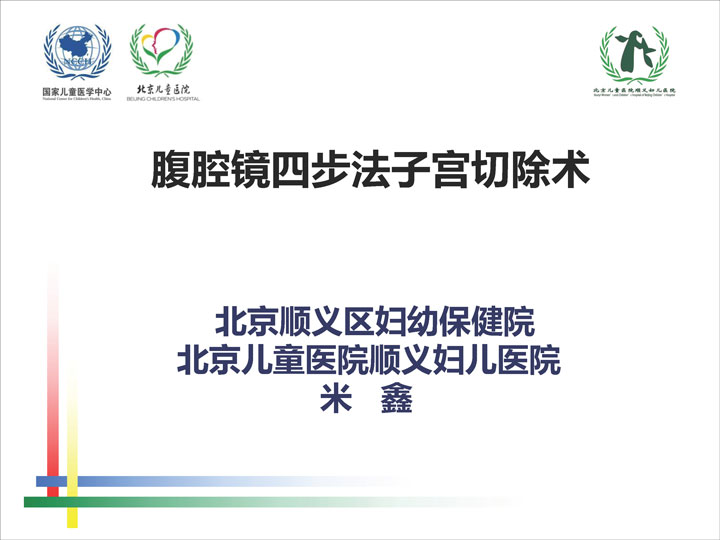 NCCH
国家儿童医学中心
National Center for Children's Health, China
北京儿童医院
BEIJING CHILDREN'S HOSPITAL
北京儿童医院顺义妇儿医院
腹腔镜四步法子宫切除术
北京顺义区妇幼保健院
北京儿童医院顺义妇儿医院
米 鑫